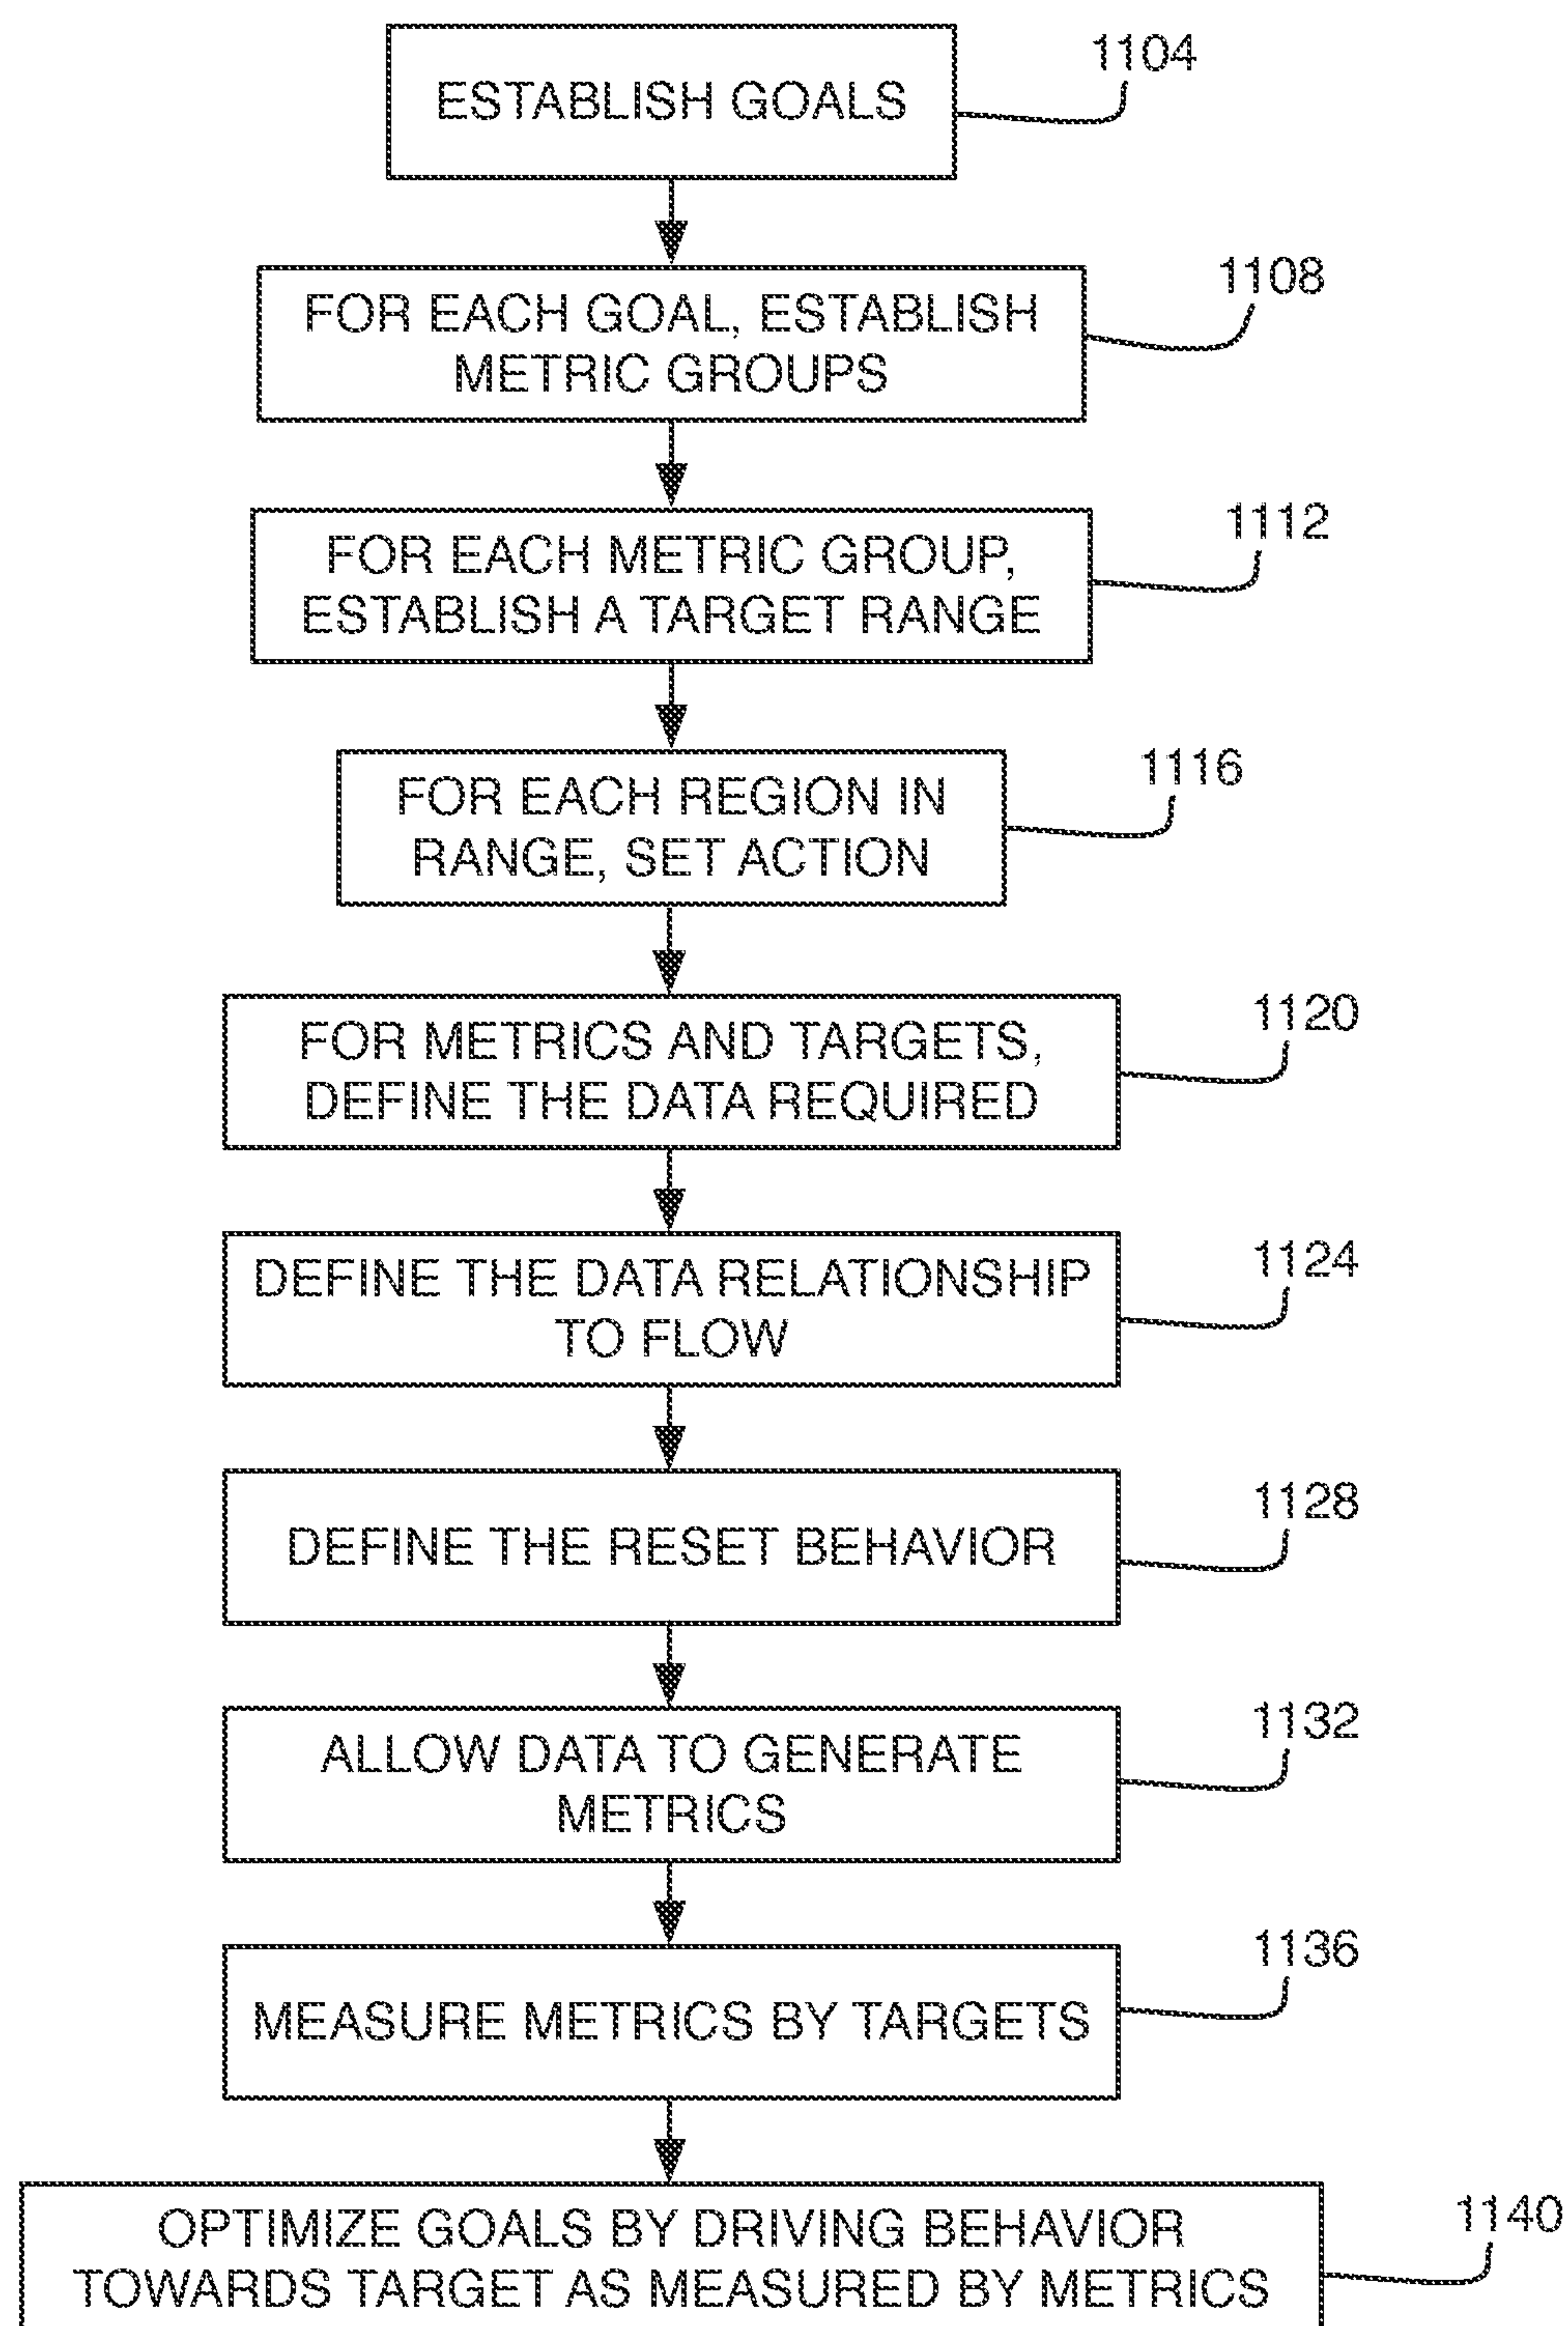 ESTABLISH GOALS
1104
FOR EACH GOAL, ESTABLISH
METRIC GROUPS
1108
FOR EACH METRIC GROUP,
ESTABLISH A TARGET RANGE
1112
FOR EACH REGION IN
RANGE, SET ACTION
1116
FOR METRICS AND TARGETS,
DEFINE THE DATA REQUIRED
1120
DEFINE THE DATA RELATIONSHIP
TO FLOW
1124
DEFINE THE RESET BEHAVIOR
1128
ALLOW DATA TO GENERATE
METRICS
1132
MEASURE METRICS BY TARGETS
1136
OPTIMIZE GOALS BY DRIVING BEHAVIOR
TOWARDS TARGET AS MEASURED BY METRICS
1140